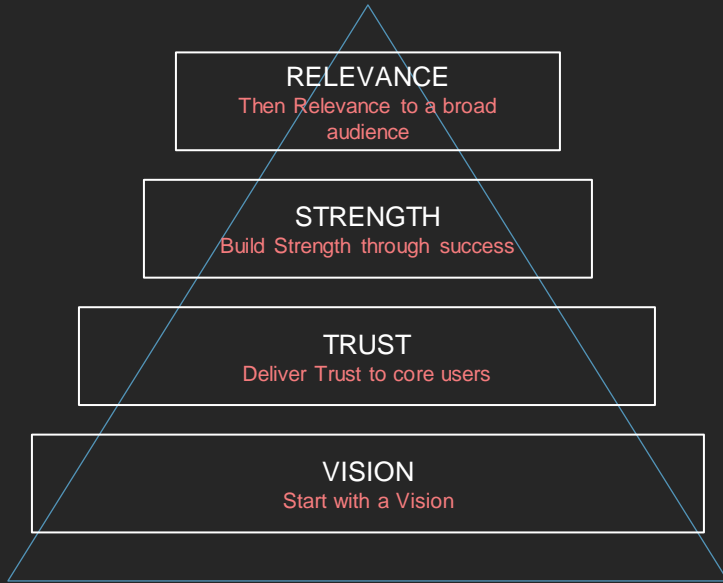 RELEVANCE
Then Relevance to a broad
audience
STRENGTH
Build Strength through success
TRUST
Deliver Trust to core users
VISION
Start with a Vision